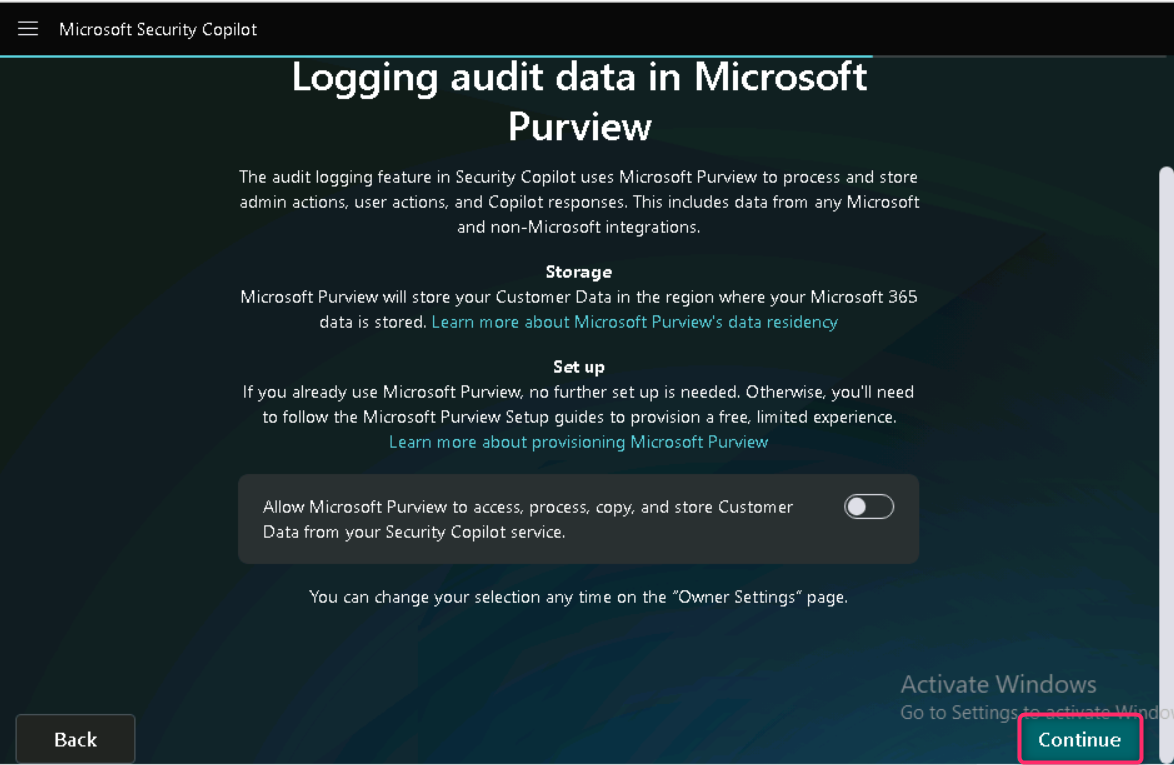 Microsoft Security Copilot
Logging audit data in Microsoft
Purview
The audit logging feature in Security Copilot uses Microsoft Purview to process and store
admin actions, user actions, and Copilot responses. This includes data from any Microsoft
and non-Microsoft integrations.
Storage
Microsoft Purview will store your Customer Data in the region where your Microsoft 365
data is stored. Learn more about Microsoft Purview's data residency
Set up
If you already use Microsoft Purview, no further set up is needed. Otherwise, you'll need
to follow the Microsoft Purview Setup guides to provision a free, limited experience.
Learn more about provisioning Microsoft Purview
Allow Microsoft Purview to access, process, copy, and store Customer
Data from your Security Copilot service.
You can change your selection any time on the “Owner Settings” page.
Activate Windows
Go to Settings to activate Windo
Back
Continue